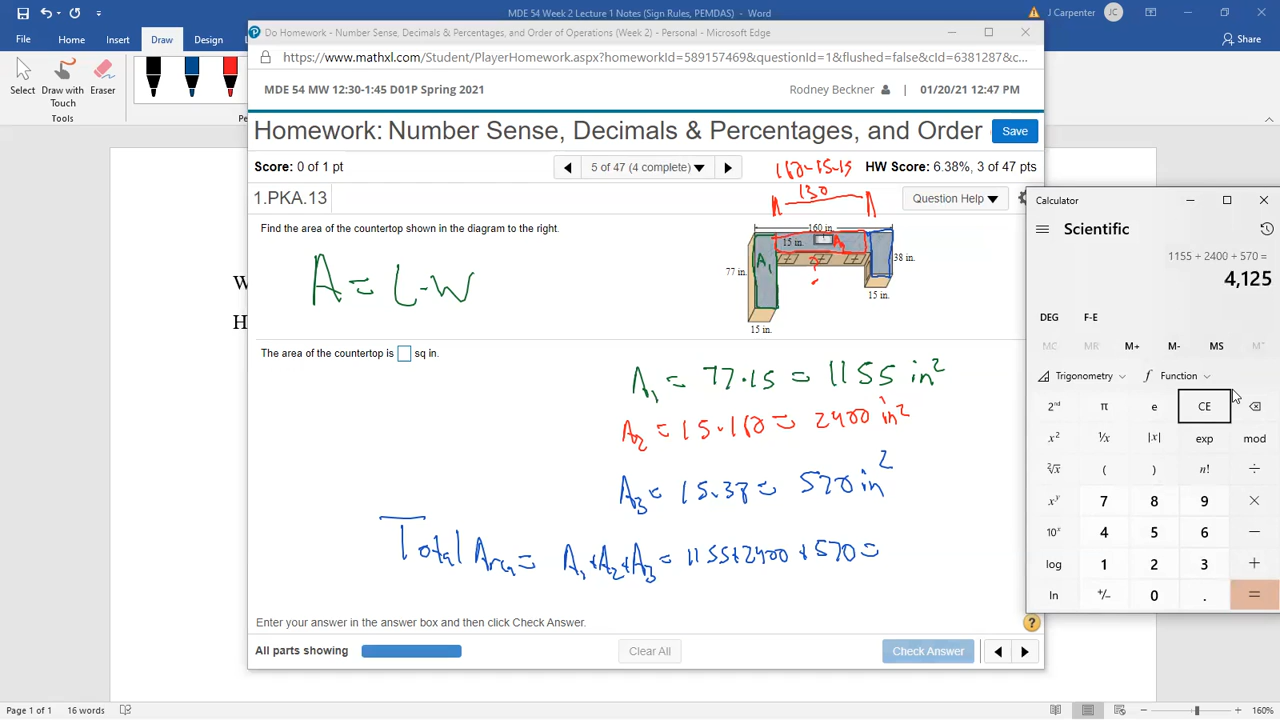 MDE 54 Week 2 Lecture 1 Notes (Sign Rules, PEMDAS) - Word
J Carpenter JC
File Home Insert Draw Design
Share
Select Draw with Touch Eraser
Tools
Do Homework - Number Sense, Decimals & Percentages, and Order of Operations (Week 2) - Personal - Microsoft Edge
https://www.mathxl.com/Student/PlayerHomework.aspx?homeworkId=589157469&questionId=1&flushed=false&cId=6381287&c...
MDE 54 MW 12:30-1:45 D01P Spring 2021
Rodney Beckner | 01/20/21 12:47 PM
Homework: Number Sense, Decimals & Percentages, and Order
Save
Score: 0 of 1 pt
5 of 47 (4 complete)
HW Score: 6.38%, 3 of 47 pts
160-15-15
130
1.PKA.13
Question Help
Find the area of the countertop shown in the diagram to the right.
160 in.
15 in.
A2
A1
77 in.
38 in.
?
15 in.
15 in.
A = L·W
The area of the countertop is sq in.
A1 = 77·15 = 1155 in²
A2 = 15·160 = 2400 in²
A3 = 15·38 = 570 in²
Total Area = A1+A2+A3 = 1155+2400+570=
Enter your answer in the answer box and then click Check Answer.
?
All parts showing
Clear All
Check Answer
Calculator
Scientific
1155 + 2400 + 570 =
4,125
DEG F-E
MC MR M+ M- MS M˅
Trigonometry f Function
2ⁿᵈ π e CE
x² ¹/x |x| exp mod
²√x ( ) n! ÷
xʸ 7 8 9 ×
10ˣ 4 5 6 −
log 1 2 3 +
ln +/− 0 . =
W
H
Page 1 of 1 16 words
160%